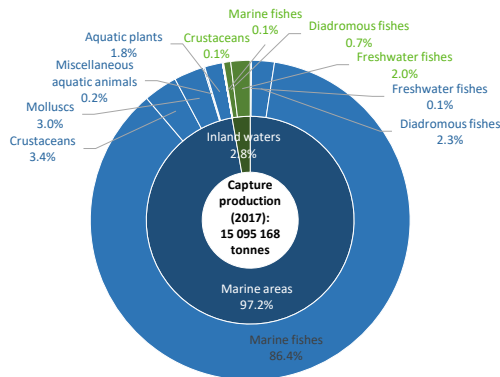 Marine fishes
0.1%
Aquatic plants
1.8%
Crustaceans
0.1%
Diadromous fishes
0.7%
Miscellaneous
aquatic animals
0.2%
Freshwater fishes
2.0%
Freshwater fishes
0.1%
Molluscs
3.0%
Diadromous fishes
2.3%
Crustaceans
3.4%
Inland waters
2.8%
Capture
production
(2017):
15 095 168
tonnes
Marine areas
97.2%
Marine fishes
86.4%